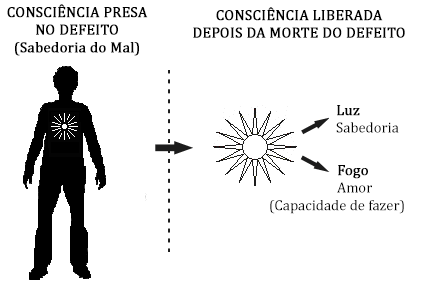 CONSCIÊNCIA PRESA
NO DEFEITO
(Sabedoria do Mal)
CONSCIÊNCIA LIBERADA
DEPOIS DA MORTE DO DEFEITO
Luz
Sabedoria
Fogo
Amor
(Capacidade de fazer)